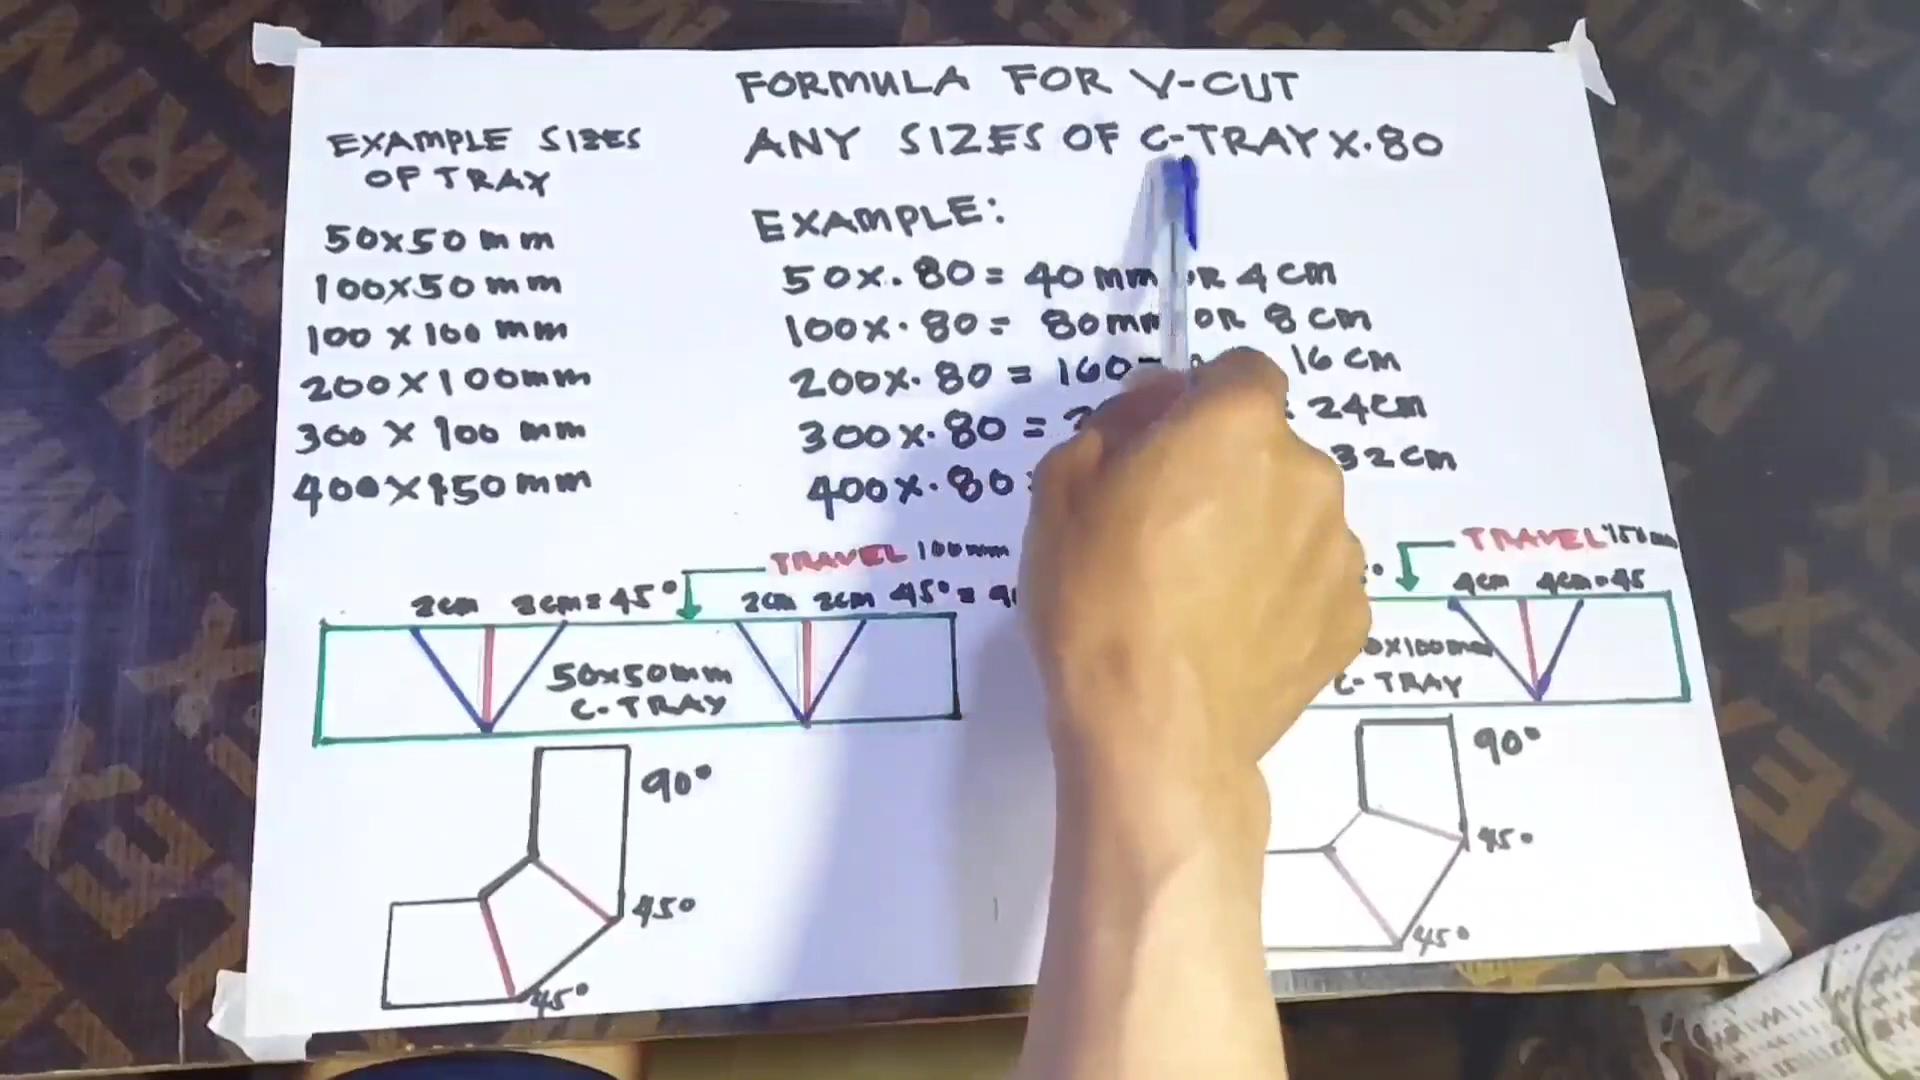 FORMULA FOR V-CUT
ANY SIZES OF C-TRAY X.80
EXAMPLE SIZES
OF TRAY
50X50mm
100X50mm
100 X 100 mm
200X100mm
300 X 100 mm
400X150mm
EXAMPLE:
50X.80= 40mm OR 4cm
100X.80= 80mm OR 8cm
200X.80= 160 16cm
300X.80= 24cm
400X.80 32cm
TRAVEL 100mm
2cm 2cm=45°
2cm 2cm 45°=
50X50mm
C-TRAY
90°
45°
45°
TRAVEL 150mm
4cm 4cm=45
X100mm
C-TRAY
90°
45°
45°